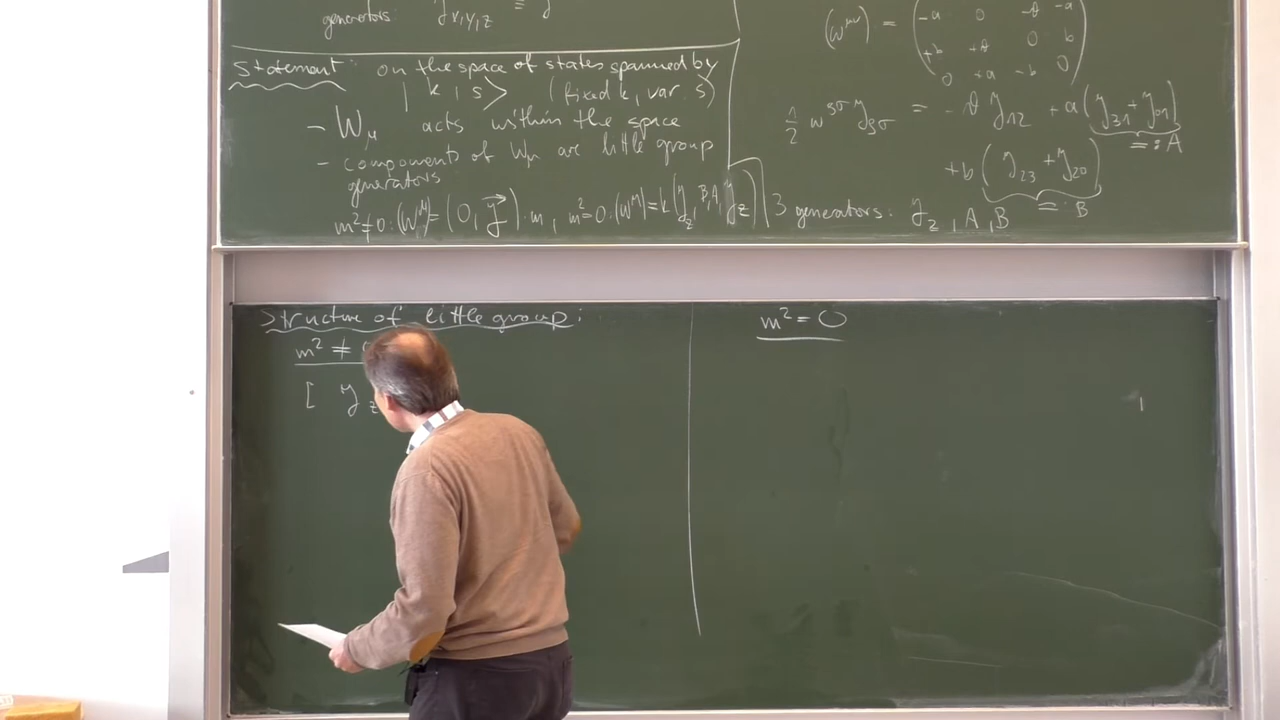 generators: J_{x,y,z} ≡ J
Statement: on the space of states spanned by
| k, s > (fixed k, var. s)
- W_μ acts within the space
- components of W_μ are little group
generators
m²≠0: (W^μ) = (0, \vec{J}) · m, m²=0: (W^μ) = k (J_z, B, A, J_z)
(ω^{μν}) =
-a 0 -θ -a
+b +θ 0 b
0 +a -b 0
1/2 ω^{ρσ} J_{ρσ} = -θ J_{12} + a (J_{31} + J_{01})
=: A
+ b (J_{23} + J_{20})
=: B
3 generators: J_z, A, B
Structure of little group:
m² ≠
[ J_z
m² = 0